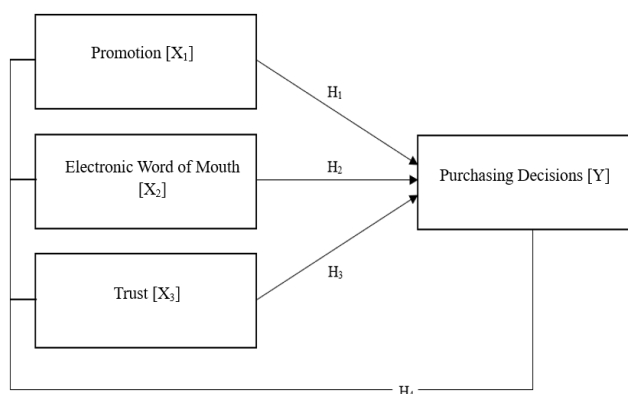 Promotion [X₁]
H₁
Electronic Word of Mouth
[X₂]
H₂
Purchasing Decisions [Y]
Trust [X₃]
H₃
H₄